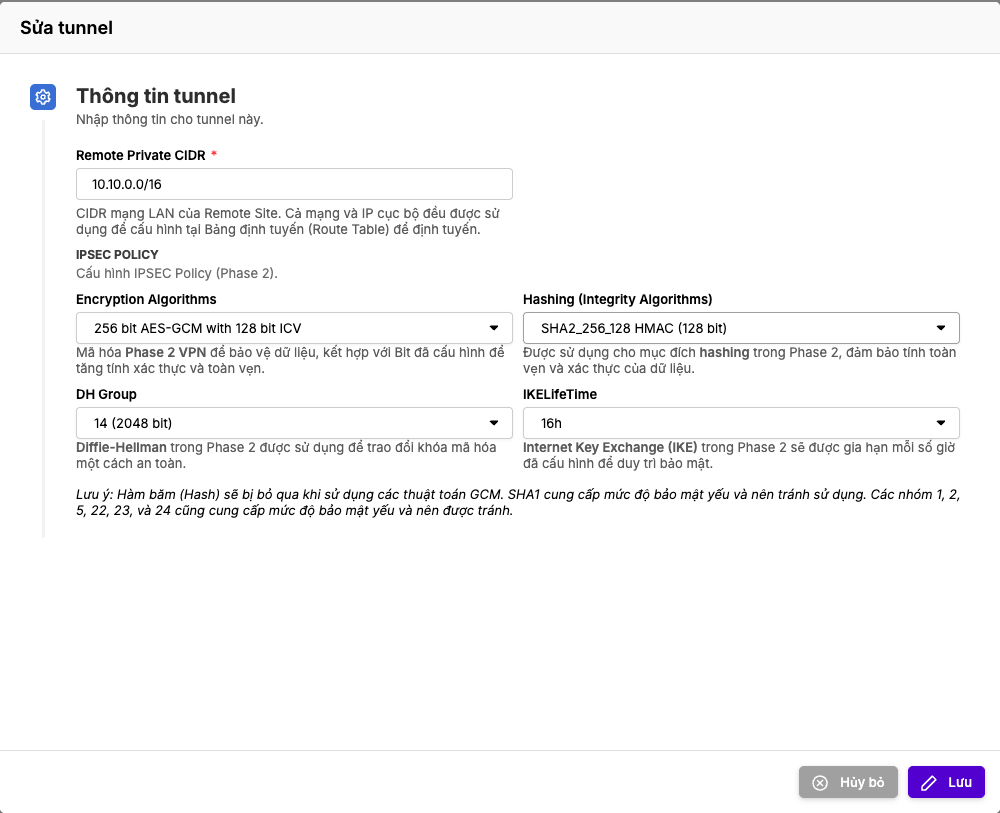 Sửa tunnel
Thông tin tunnel
Nhập thông tin cho tunnel này.
Remote Private CIDR *
10.10.0.0/16
CIDR mạng LAN của Remote Site. Cả mạng và IP cục bộ đều được sử
dụng để cấu hình tại Bảng định tuyến (Route Table) để định tuyến.
IPSEC POLICY
Cấu hình IPSEC Policy (Phase 2).
Encryption Algorithms
256 bit AES-GCM with 128 bit ICV
Mã hóa Phase 2 VPN để bảo vệ dữ liệu, kết hợp với Bit đã cấu hình để
tăng tính xác thực và toàn vẹn.
Hashing (Integrity Algorithms)
SHA2_256_128 HMAC (128 bit)
Được sử dụng cho mục đích hashing trong Phase 2, đảm bảo tính toàn
vẹn và xác thực của dữ liệu.
DH Group
14 (2048 bit)
Diffie-Hellman trong Phase 2 được sử dụng để trao đổi khóa mã hóa
một cách an toàn.
IKELifeTime
16h
Internet Key Exchange (IKE) trong Phase 2 sẽ được gia hạn mỗi số giờ
đã cấu hình để duy trì bảo mật.
Lưu ý: Hàm băm (Hash) sẽ bị bỏ qua khi sử dụng các thuật toán GCM. SHA1 cung cấp mức độ bảo mật yếu và nên tránh sử dụng. Các nhóm 1, 2,
5, 22, 23, và 24 cũng cung cấp mức độ bảo mật yếu và nên được tránh.
Hủy bỏ
Lưu